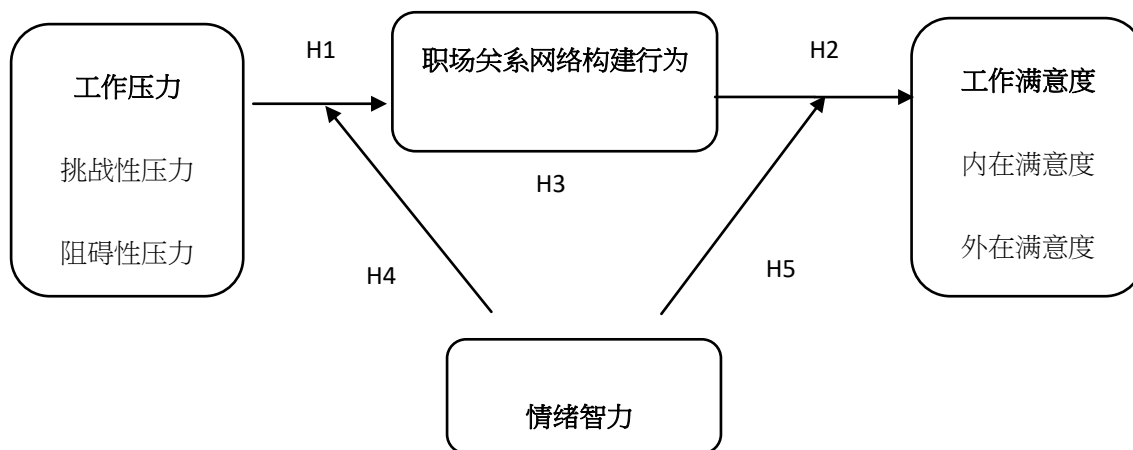 H1
职场关系网络构建行为
H2
工作压力
挑战性压力
阻碍性压力
工作满意度
内在满意度
外在满意度
H3
H4
H5
情绪智力